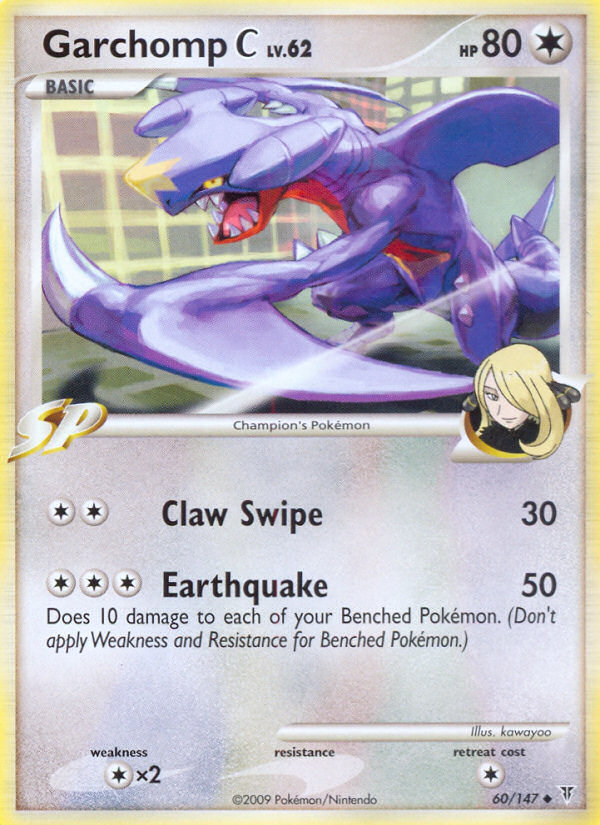 Garchomp C LV.62 HP 80
BASIC
SP
Champion's Pokémon
Claw Swipe 30
Earthquake 50
Does 10 damage to each of your Benched Pokémon. (Don't
apply Weakness and Resistance for Benched Pokémon.)
Illus. kawayoo
weakness resistance retreat cost
×2
©2009 Pokémon/Nintendo 60/147